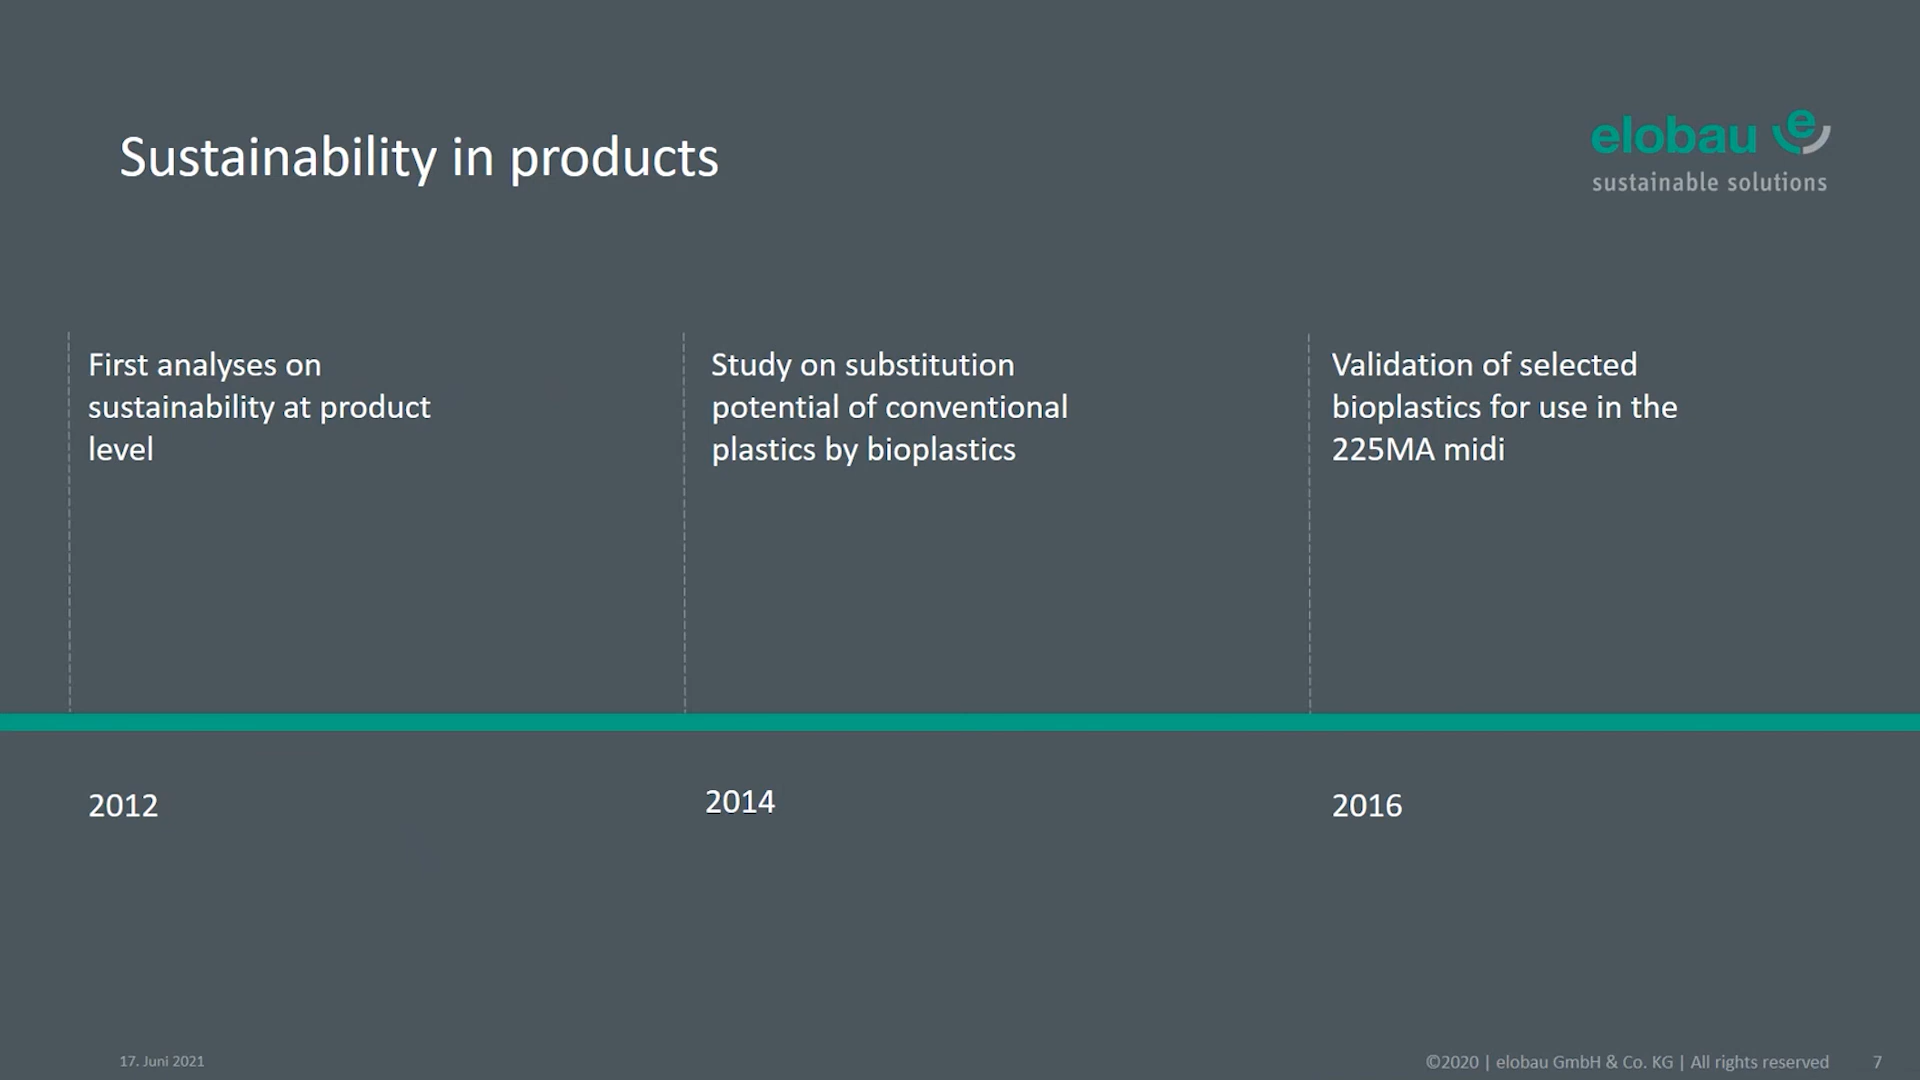 Sustainability in products
elobau e
sustainable solutions
First analyses on
sustainability at product
level
Study on substitution
potential of conventional
plastics by bioplastics
Validation of selected
bioplastics for use in the
225MA midi
2012
2014
2016
17. Juni 2021
©2020 | elobau GmbH & Co. KG | All rights reserved
7